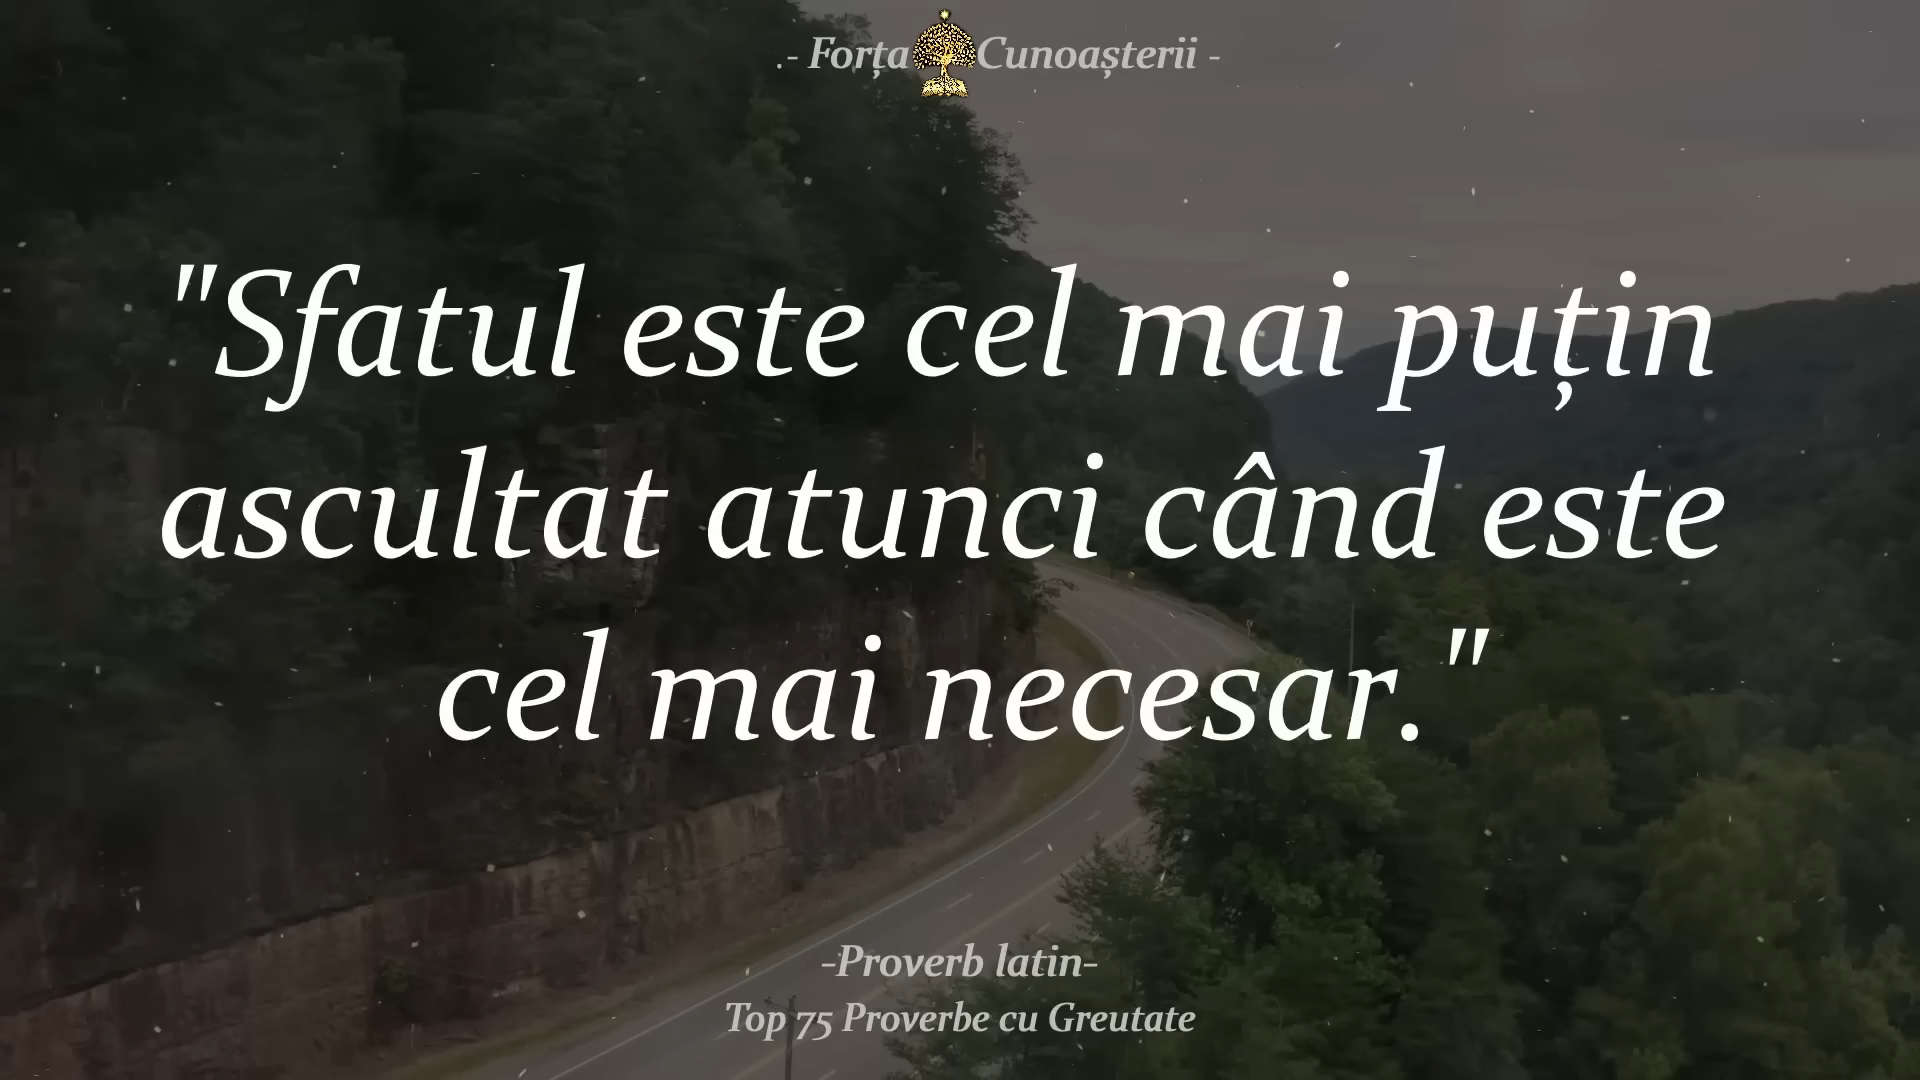 .- Forța Cunoașterii -
"Sfatul este cel mai puțin
ascultat atunci când este
cel mai necesar."
-Proverb latin-
Top 75 Proverbe cu Greutate